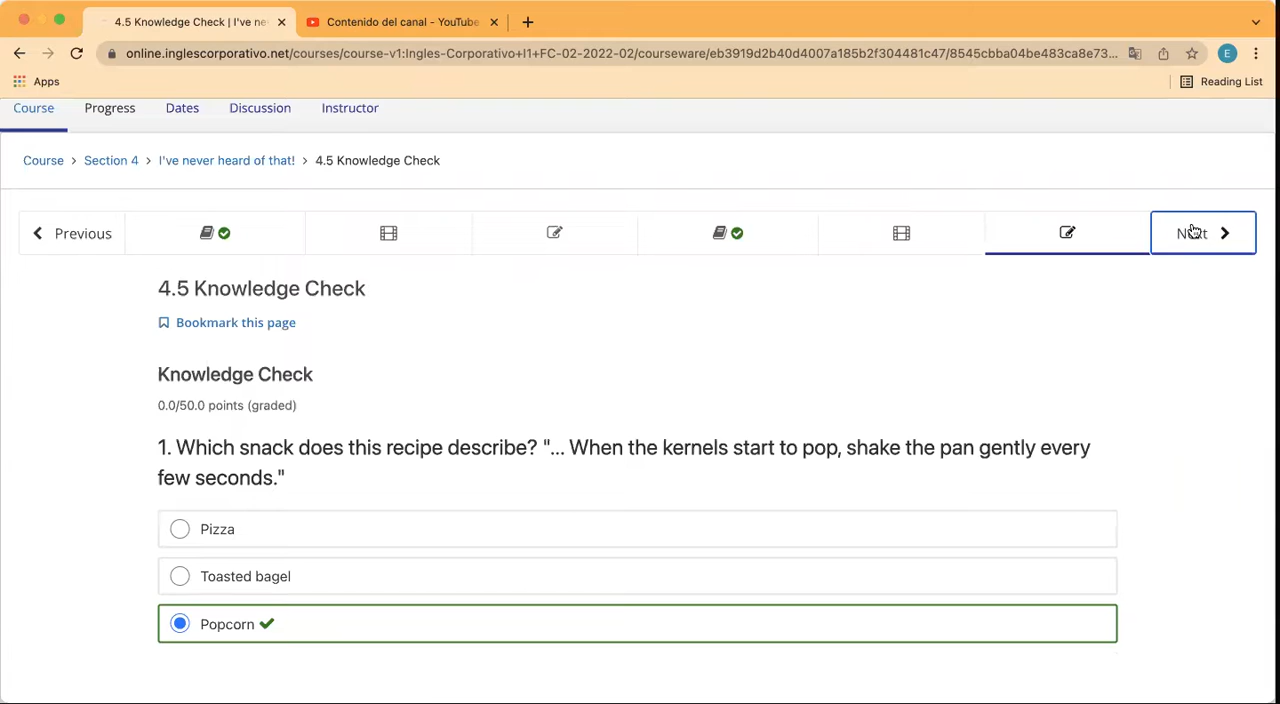 4.5 Knowledge Check | I've ne
Contenido del canal - YouTube
online.inglescorporativo.net/courses/course-v1:Ingles-Corporativo+I1+FC-02-2022-02/courseware/eb3919d2b40d4007a185b2f304481c47/8545cbba04be483ca8e73...
E
Apps
Reading List
Course Progress Dates Discussion Instructor
Course > Section 4 > I've never heard of that! > 4.5 Knowledge Check
Previous
Next
4.5 Knowledge Check
Bookmark this page
Knowledge Check
0.0/50.0 points (graded)
1. Which snack does this recipe describe? "... When the kernels start to pop, shake the pan gently every
few seconds."
Pizza
Toasted bagel
Popcorn